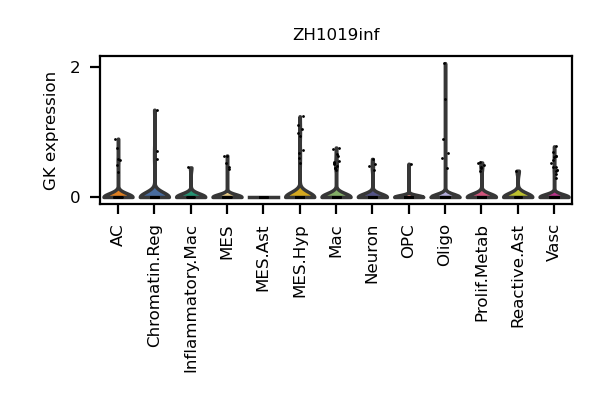 ZH1019inf
GK expression
2
0
AC
Chromatin.Reg
Inflammatory.Mac
MES
MES.Ast
MES.Hyp
Mac
Neuron
OPC
Oligo
Prolif.Metab
Reactive.Ast
Vasc